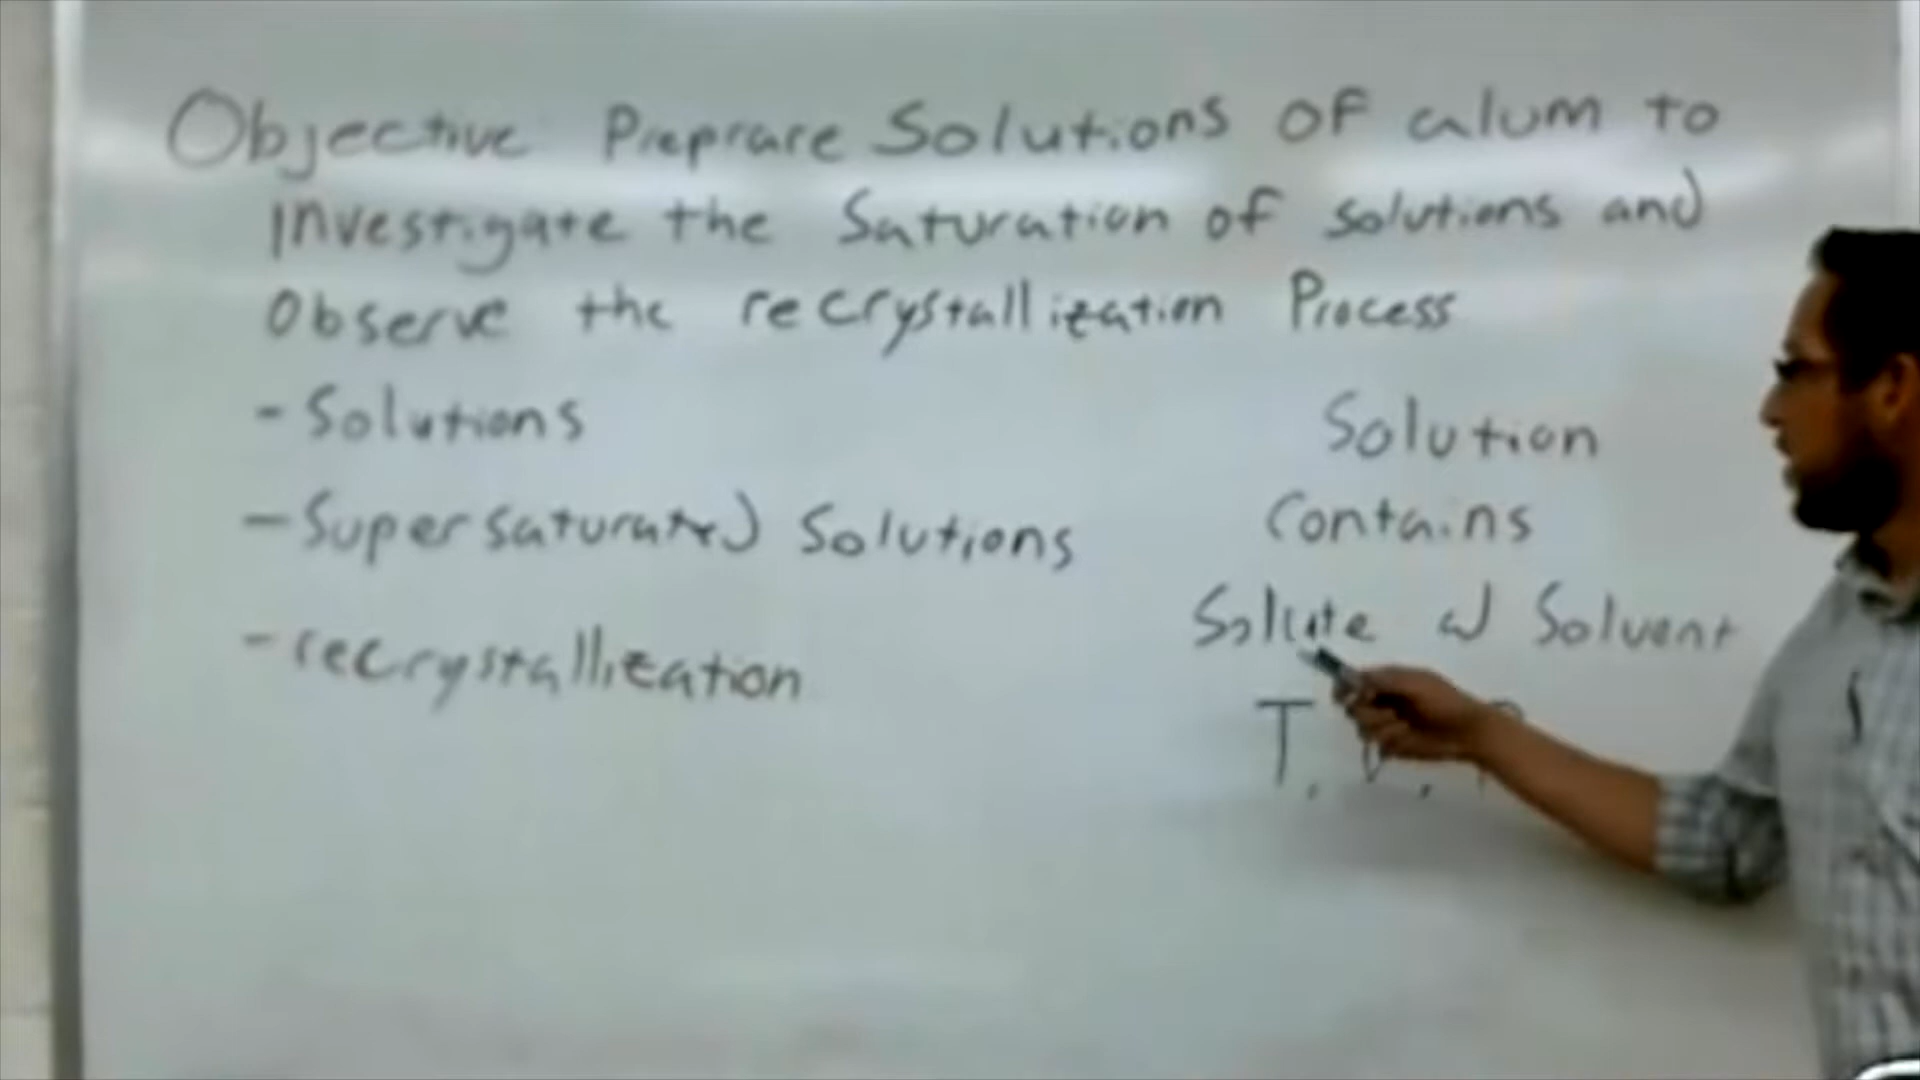 Objective Preprare Solutions OF alum to
investigate the Saturation of solutions and
Observe the recrystallization Process
- Solutions
- Supersaturated Solutions
- recrystallization
Solution
Contains
Solute w/ Solvent
T, V, P